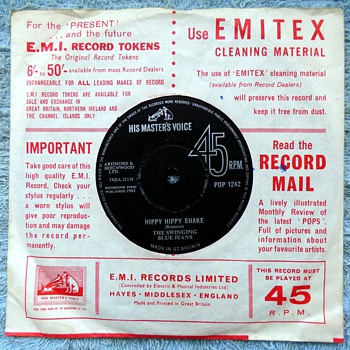 For the 'PRESENT'
... and the future
E.M.I. RECORD TOKENS
The Original Record Tokens
6/- to 50/- available from most Record Dealers
EXCHANGEABLE FOR ALL LEADING MAKES OF RECORD
E.M.I RECORD TOKENS ARE AVAILABLE FOR
SALE AND EXCHANGE IN
GREAT BRITAIN, NORTHERN IRELAND AND
THE CHANNEL ISLANDS ONLY
Use EMITEX
CLEANING MATERIAL
The use of 'EMITEX' cleaning material
(available from Record Dealers)
will preserve this record and
keep it free from dust.
IMPORTANT
Take good care of this
high quality E.M.I.
Record. Check your
stylus regularly . .
a worn stylus will
give poor reproduc-
tion and may damage
the record per-
manently.
HIS MASTER'S VOICE
45
R.P.M.
ARDMORE &
BEECHWOOD
LTD.
POP 1242
HIPPY HIPPY SHAKE
(Romero)
THE SWINGING
BLUE JEANS
MADE IN GT. BRITAIN
Read the
RECORD
MAIL
A lively illustrated
Monthly Review of
the latest 'POPS'
Full of pictures and
information about
your favourite artists.
"HIS MASTER'S VOICE"
E.M.I. RECORDS LIMITED
(Controlled by Electric & Musical Industries Ltd)
HAYES · MIDDLESEX · ENGLAND
Made and Printed in Great Britain
THIS RECORD MUST BE
PLAYED AT
45
R.P.M.